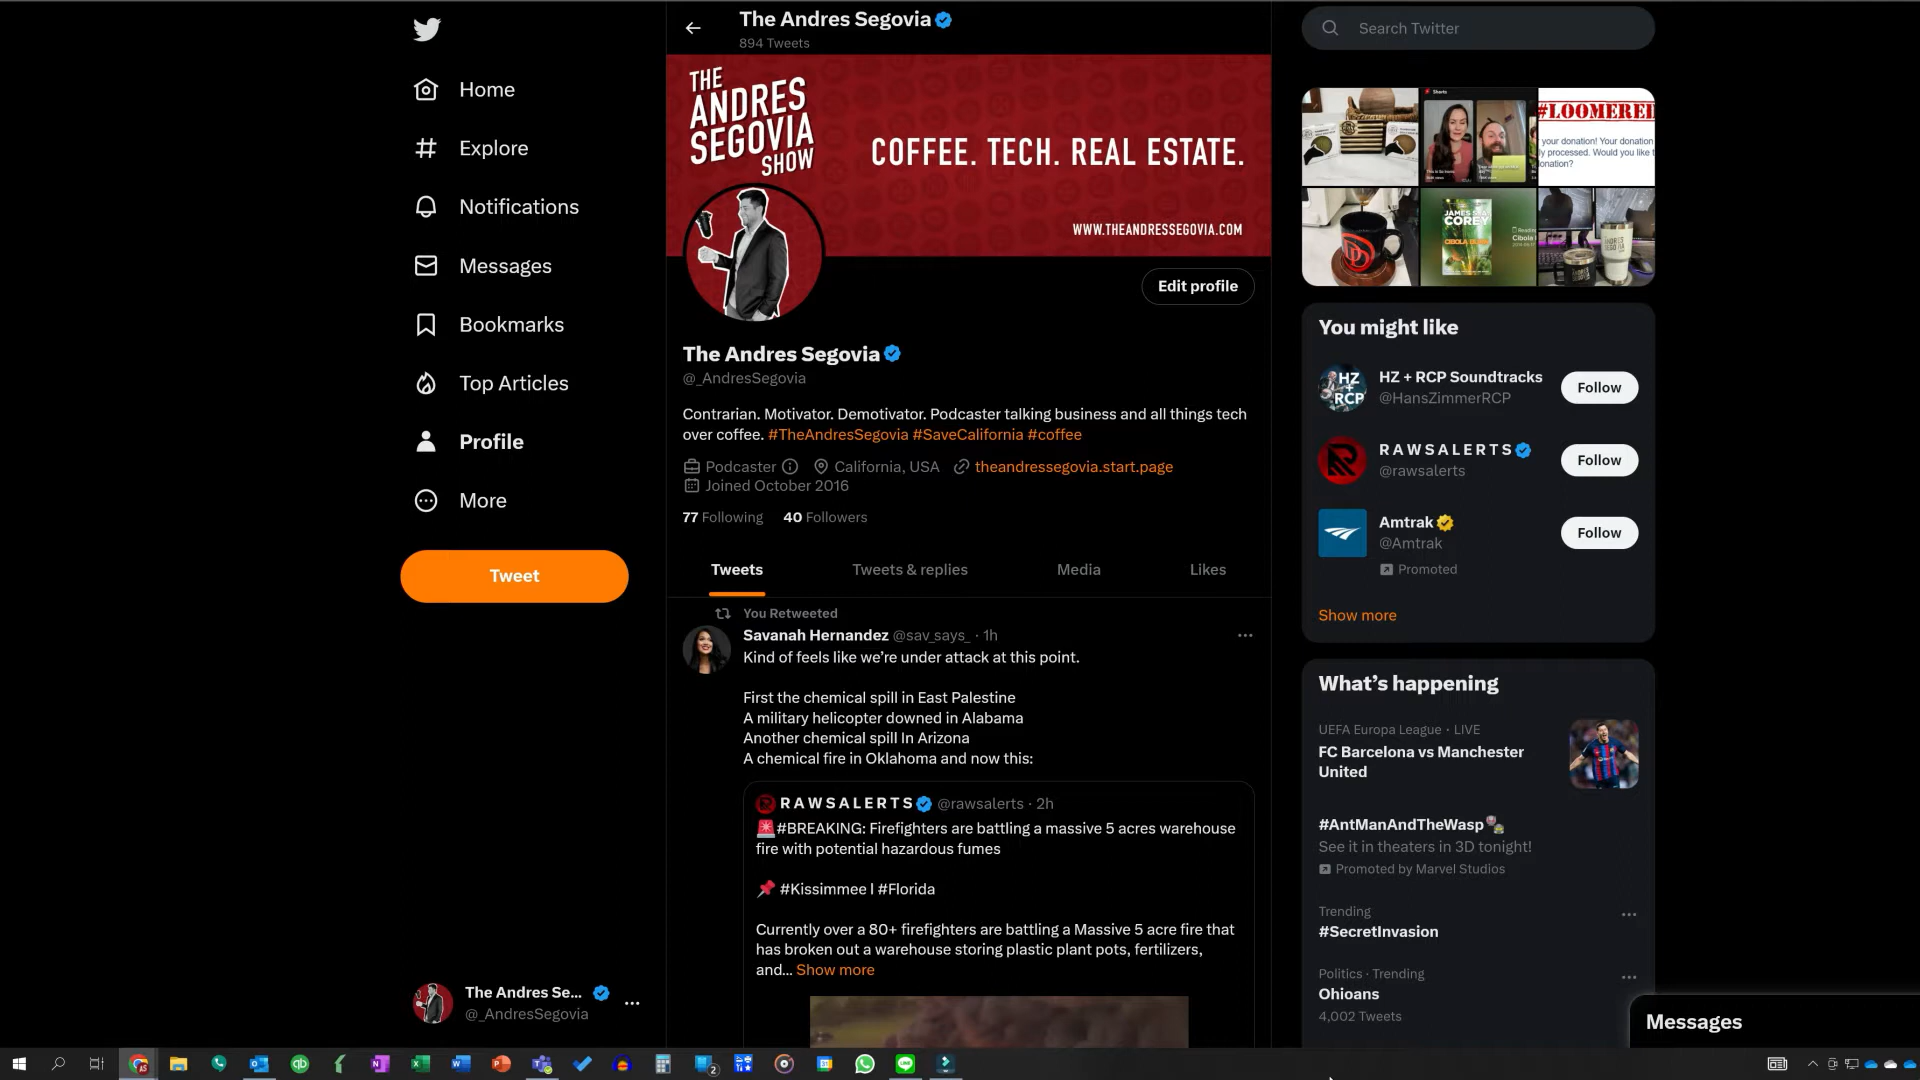 Home
Explore
Notifications
Messages
Bookmarks
Top Articles
Profile
More
Tweet
The Andres Se...
@_AndresSegovia
The Andres Segovia
894 Tweets
THE
ANDRES
SEGOVIA
SHOW
COFFEE. TECH. REAL ESTATE.
WWW.THEANDRESSEGOVIA.COM
Edit profile
The Andres Segovia
@_AndresSegovia
Contrarian. Motivator. Demotivator. Podcaster talking business and all things tech
over coffee. #TheAndresSegovia #SaveCalifornia #coffee
Podcaster California, USA theandressegovia.start.page
Joined October 2016
77 Following 40 Followers
Tweets Tweets & replies Media Likes
You Retweeted
Savanah Hernandez @sav_says_ · 1h
Kind of feels like we’re under attack at this point.
First the chemical spill in East Palestine
A military helicopter downed in Alabama
Another chemical spill In Arizona
A chemical fire in Oklahoma and now this:
R A W S A L E R T S @rawsalerts · 2h
🚨#BREAKING: Firefighters are battling a massive 5 acres warehouse
fire with potential hazardous fumes
📌 #Kissimmee l #Florida
Currently over a 80+ firefighters are battling a Massive 5 acre fire that
has broken out a warehouse storing plastic plant pots, fertilizers,
and... Show more
Search Twitter
Shorts
#LOOMERED
your donation! Your donation
ly processed. Would you like t
onation?
JAMES S.A.
COREY
CIBOLA BURN
You might like
HZ
+
RCP
HZ + RCP Soundtracks
@HansZimmerRCP
Follow
R A W S A L E R T S
@rawsalerts
Follow
Amtrak
@Amtrak
Follow
Promoted
Show more
What’s happening
UEFA Europa League · LIVE
FC Barcelona vs Manchester
United
#AntManAndTheWasp
See it in theaters in 3D tonight!
Promoted by Marvel Studios
Trending
#SecretInvasion
Politics · Trending
Ohioans
4,002 Tweets
Messages